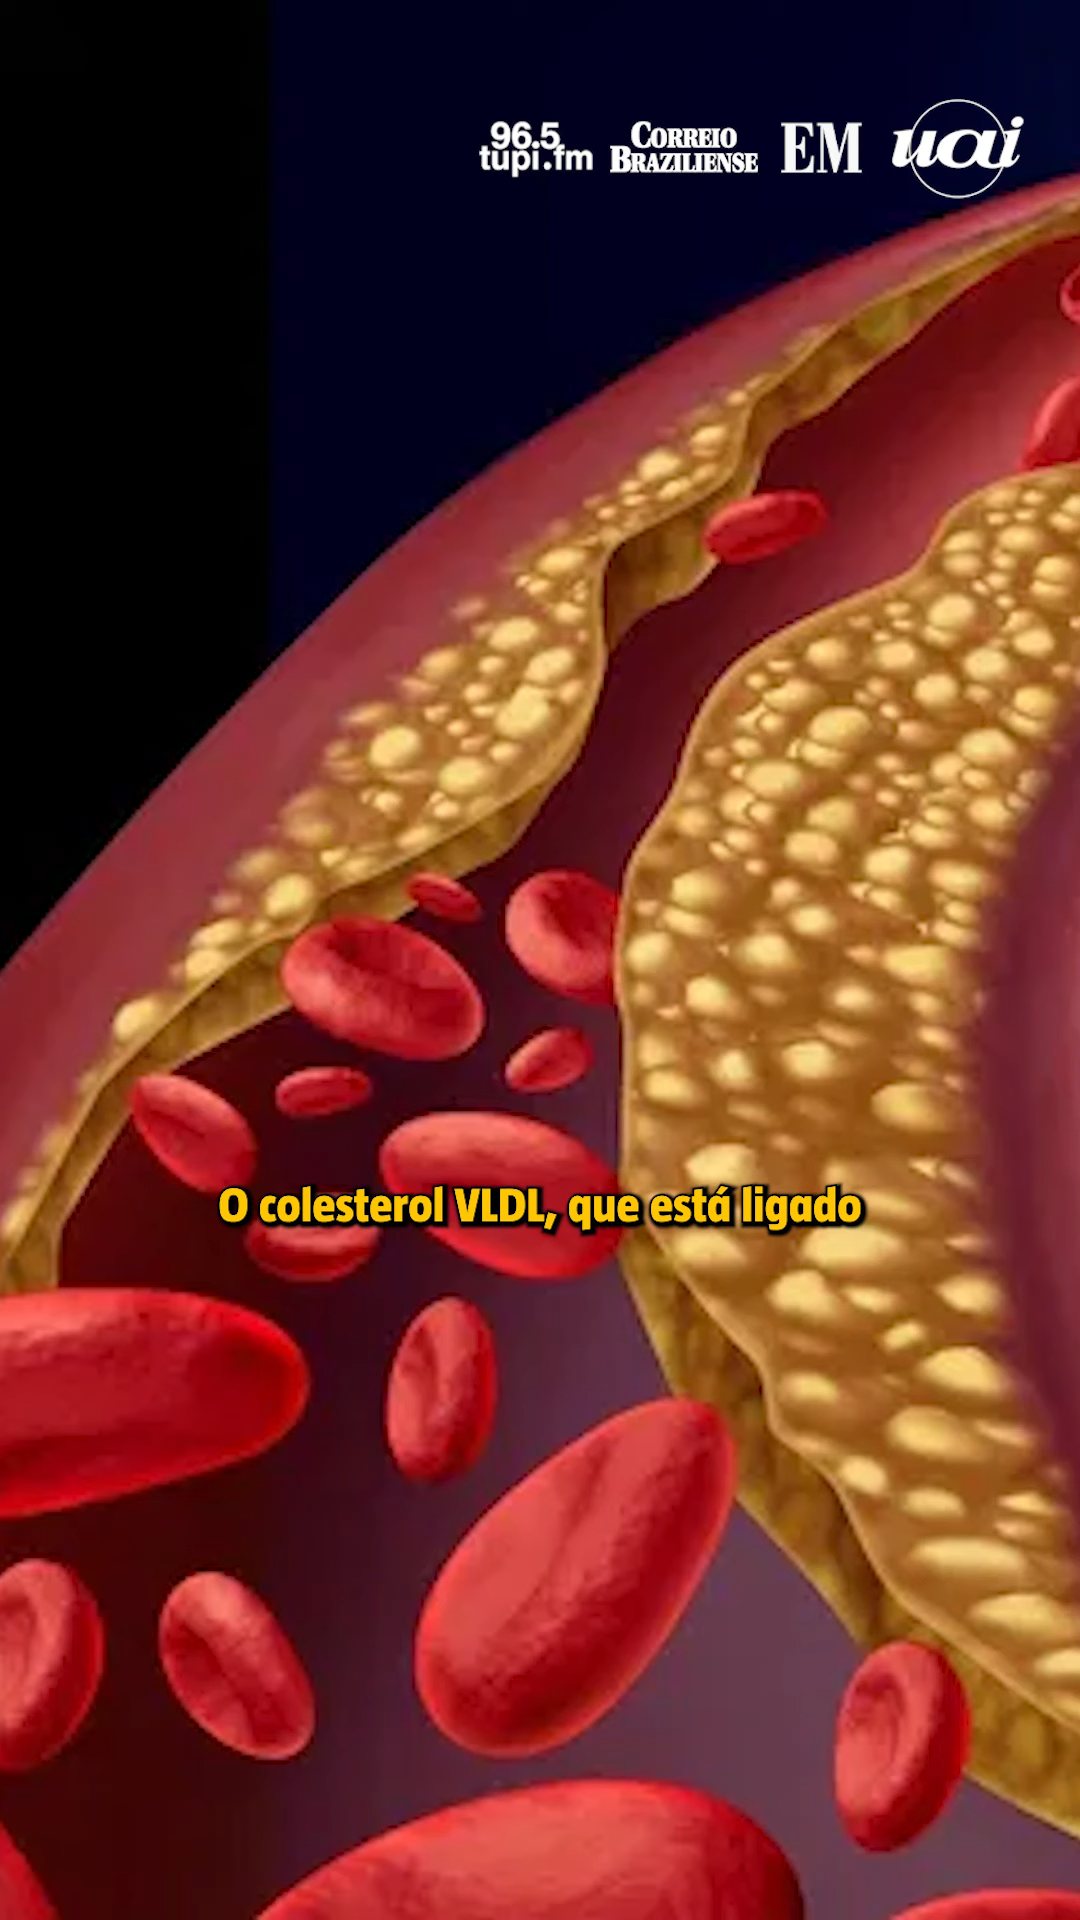 96.5
tupi.fm
CORREIO
BRAZILIENSE
EM
uai
O colesterol VLDL, que está ligado